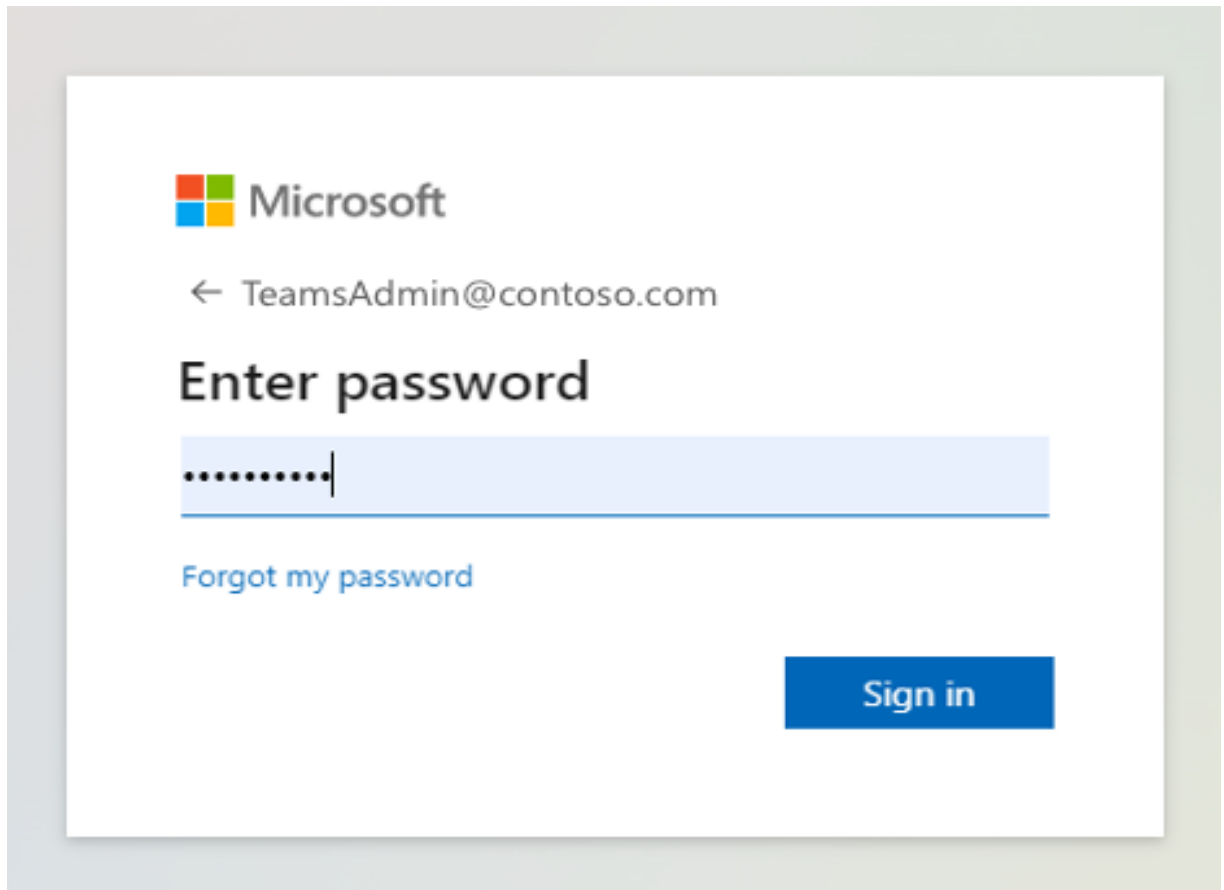 Microsoft
← TeamsAdmin@contoso.com
Enter password
••••••••••
Forgot my password
Sign in